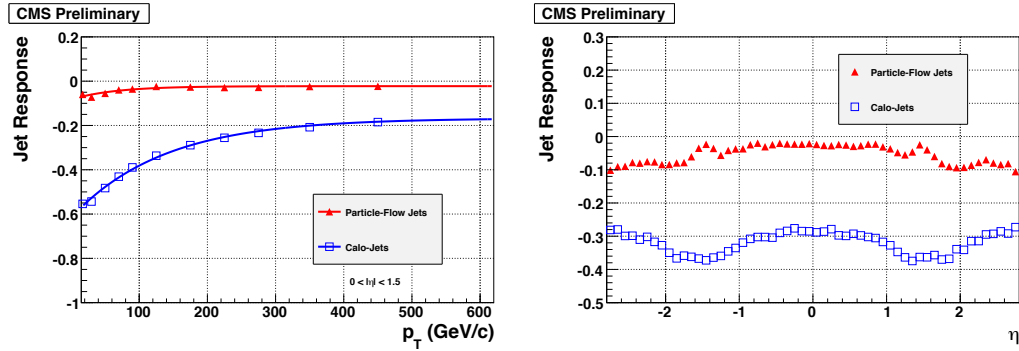 CMS Preliminary
Jet Response
0.2
0
-0.2
-0.4
-0.6
-0.8
-1
100 200 300 400 500 600
p_T (GeV/c)
Particle-Flow Jets
Calo-Jets
0 < |η| < 1.5
CMS Preliminary
Jet Response
0.3
0.2
0.1
0
-0.1
-0.2
-0.3
-0.4
-0.5
-2 -1 0 1 2
η
Particle-Flow Jets
Calo-Jets